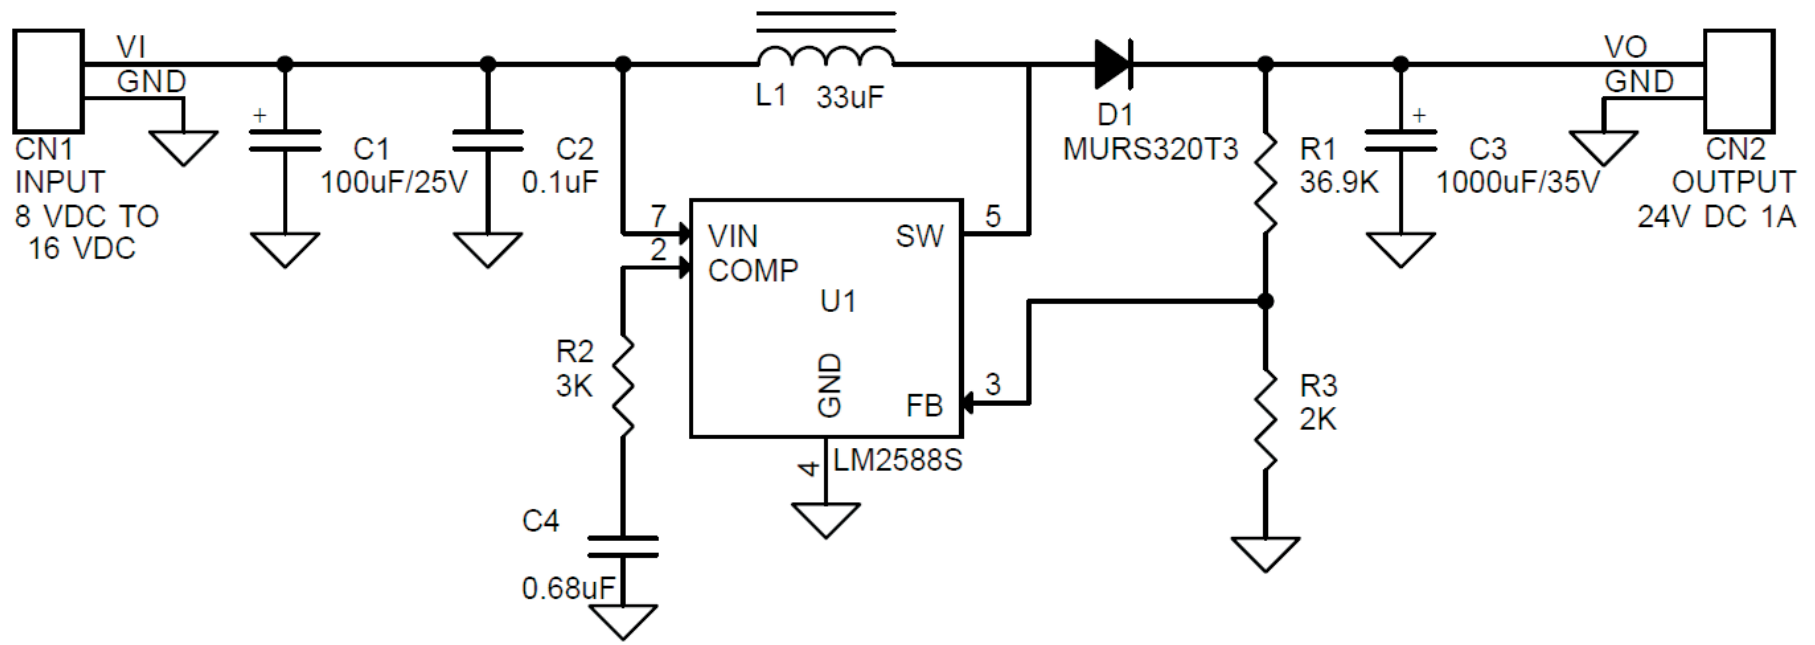 VI
GND
CN1
INPUT
8 VDC TO
16 VDC
+
C1
100uF/25V
C2
0.1uF
L1 33uF
D1
MURS320T3
7
2
VIN
COMP
SW
5
U1
GND
FB
3
4
LM2588S
R2
3K
C4
0.68uF
R1
36.9K
R3
2K
+
C3
1000uF/35V
VO
GND
CN2
OUTPUT
24V DC 1A